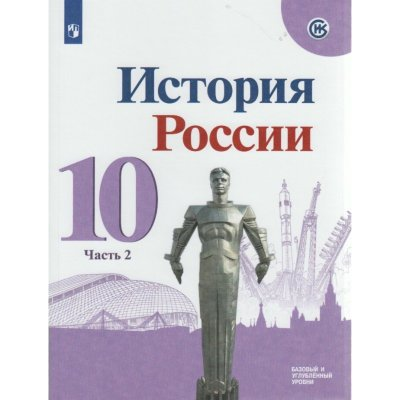 История
России
10
Часть 2
БАЗОВЫЙ И
УГЛУБЛЁННЫЙ
УРОВНИ